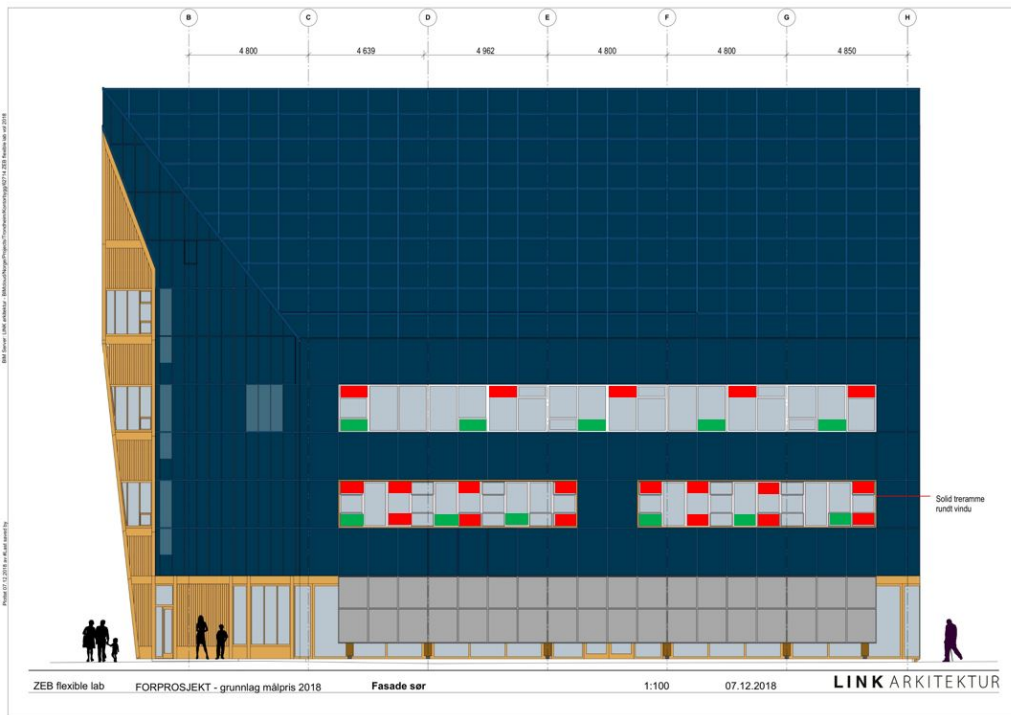 B C D E F G H
4 800 4 639 4 962 4 800 4 800 4 850
Solid treramme
rundt vindu
ZEB flexible lab FORPROSJEKT - grunnlag målpris 2018 Fasade sør 1:100 07.12.2018 LINK ARKITEKTUR